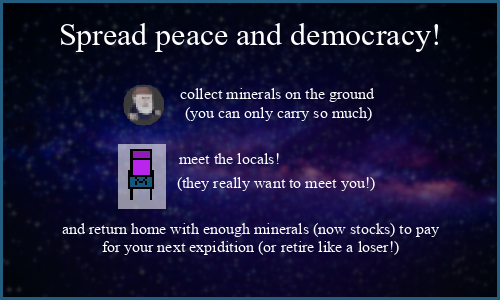 Spread peace and democracy!
collect minerals on the ground
(you can only carry so much)
meet the locals!
(they really want to meet you!)
and return home with enough minerals (now stocks) to pay
for your next expidition (or retire like a loser!)